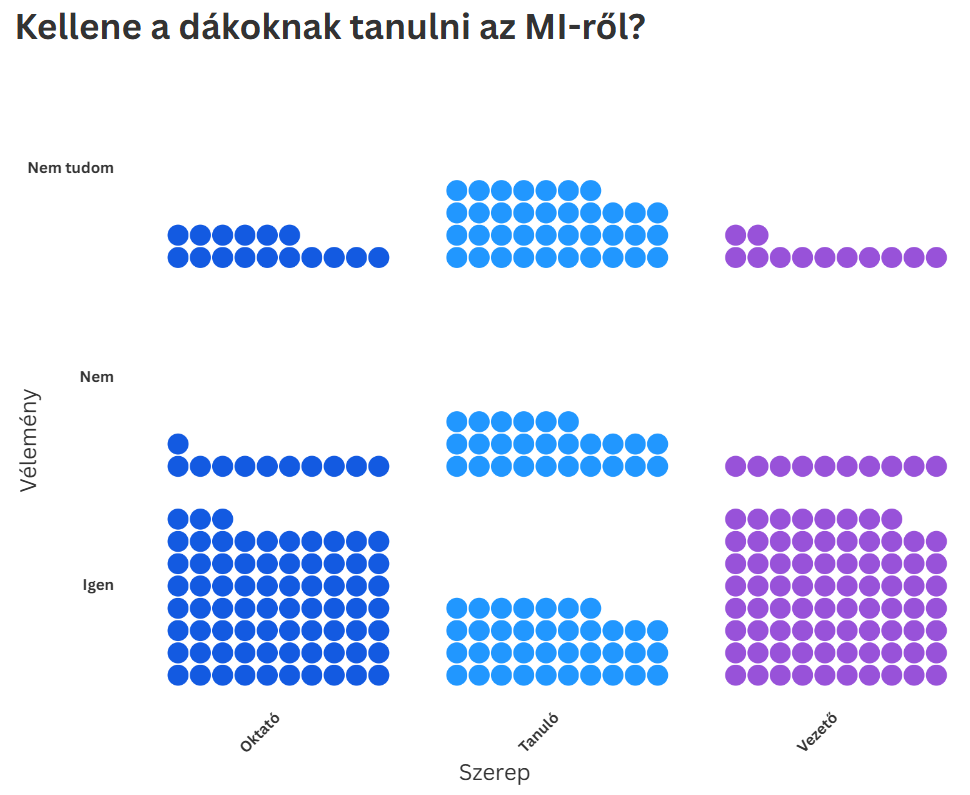 Kellene a dákoknak tanulni az MI-ről?
Nem tudom
Nem
Igen
Vélemény
Oktató
Tanuló
Vezető
Szerep